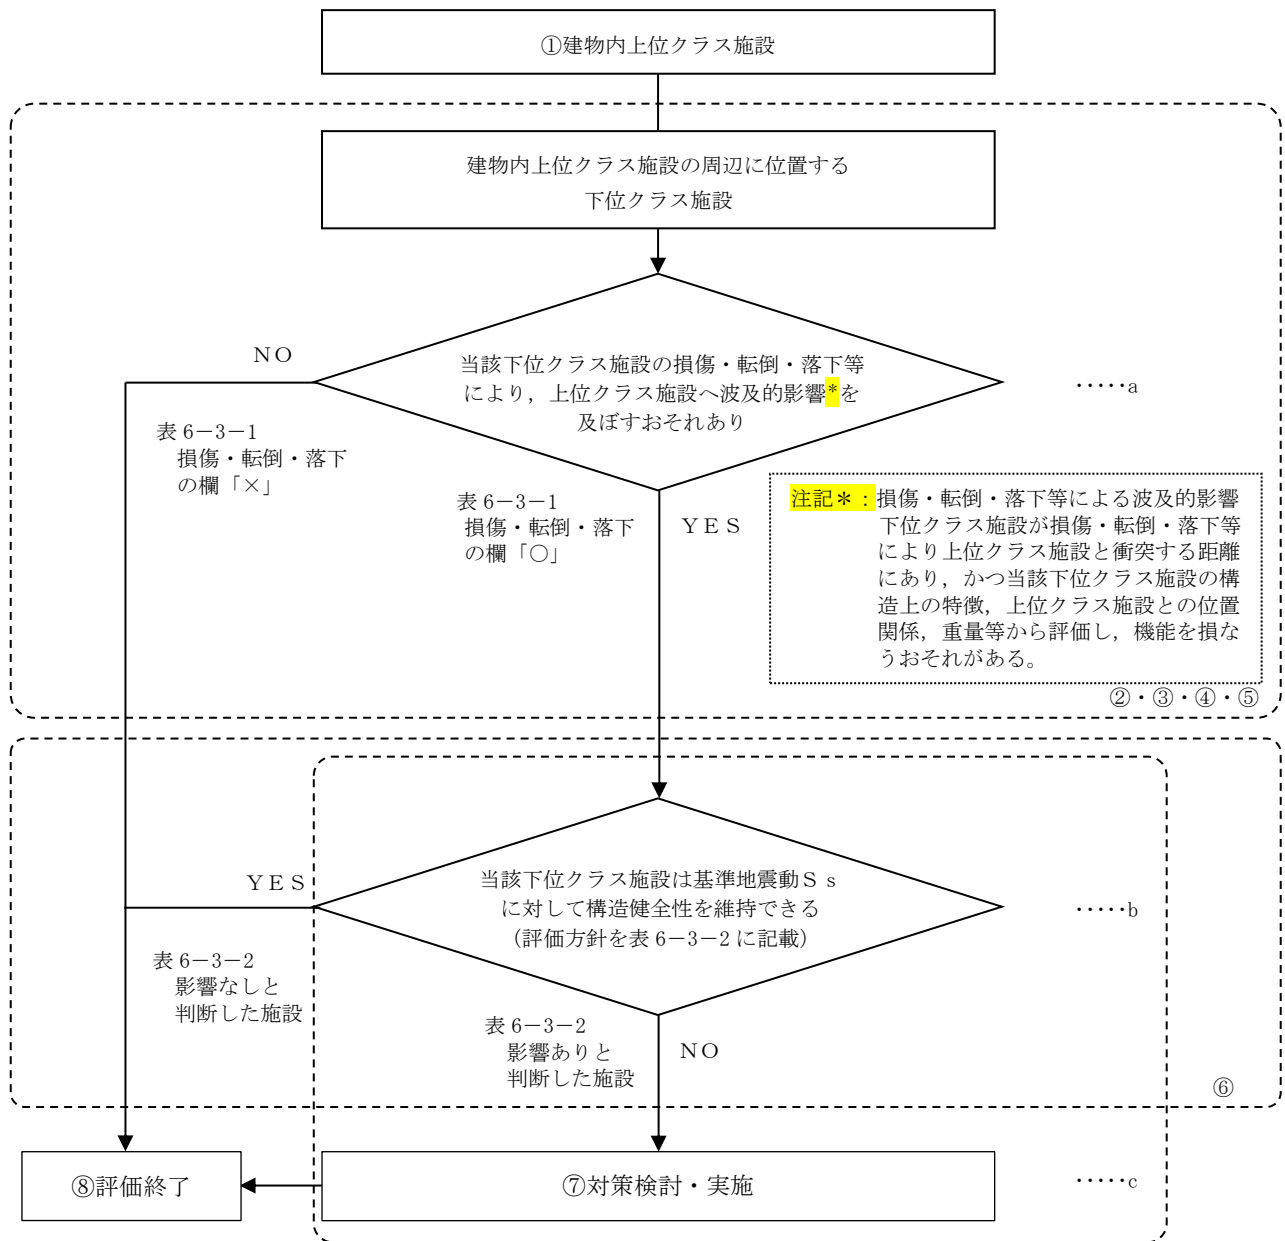 ①建物内上位クラス施設
建物内上位クラス施設の周辺に位置する
下位クラス施設
NO
当該下位クラス施設の損傷・転倒・落下等
により，上位クラス施設へ波及的影響*を
及ぼすおそれあり
・・・・・a
表 6－3－1
損傷・転倒・落下
の欄「×」
表 6－3－1
損傷・転倒・落下
の欄「○」
ＹＥＳ
注記＊：損傷・転倒・落下等による波及的影響
下位クラス施設が損傷・転倒・落下等
により上位クラス施設と衝突する距離
にあり，かつ当該下位クラス施設の構
造上の特徴，上位クラス施設との位置
関係，重量等から評価し，機能を損な
うおそれがある。
②・③・④・⑤
ＹＥＳ
当該下位クラス施設は基準地震動Ｓｓ
に対して構造健全性を維持できる
（評価方針を表 6－3－2 に記載）
・・・・・b
表 6－3－2
影響なしと
判断した施設
表 6－3－2
影響ありと
判断した施設
ＮＯ
⑥
⑧評価終了
⑦対策検討・実施
・・・・・c